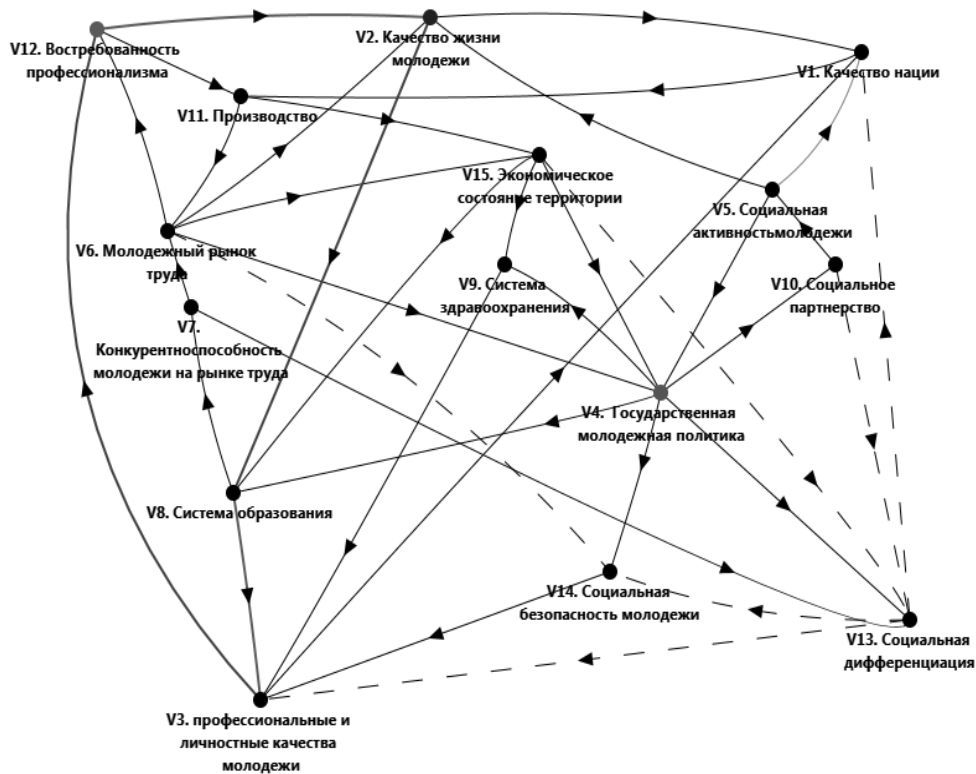 V12. Востребованность
профессионализма
V2. Качество жизни
молодежи
V1. Качество нации
V11. Производство
V15. Экономическое
состояние территории
V5. Социальная
активностьмолодежи
V6. Молодежный рынок
труда
V9. Система
здравоохранения
V10. Социальное
партнерство
V7.
Конкурентноспособность
молодежи на рынке труда
V4. Государственная
молодежная политика
V8. Система образования
V14. Социальная
безопасность молодежи
V13. Социальная
дифференциация
V3. профессиональные и
личностные качества
молодежи